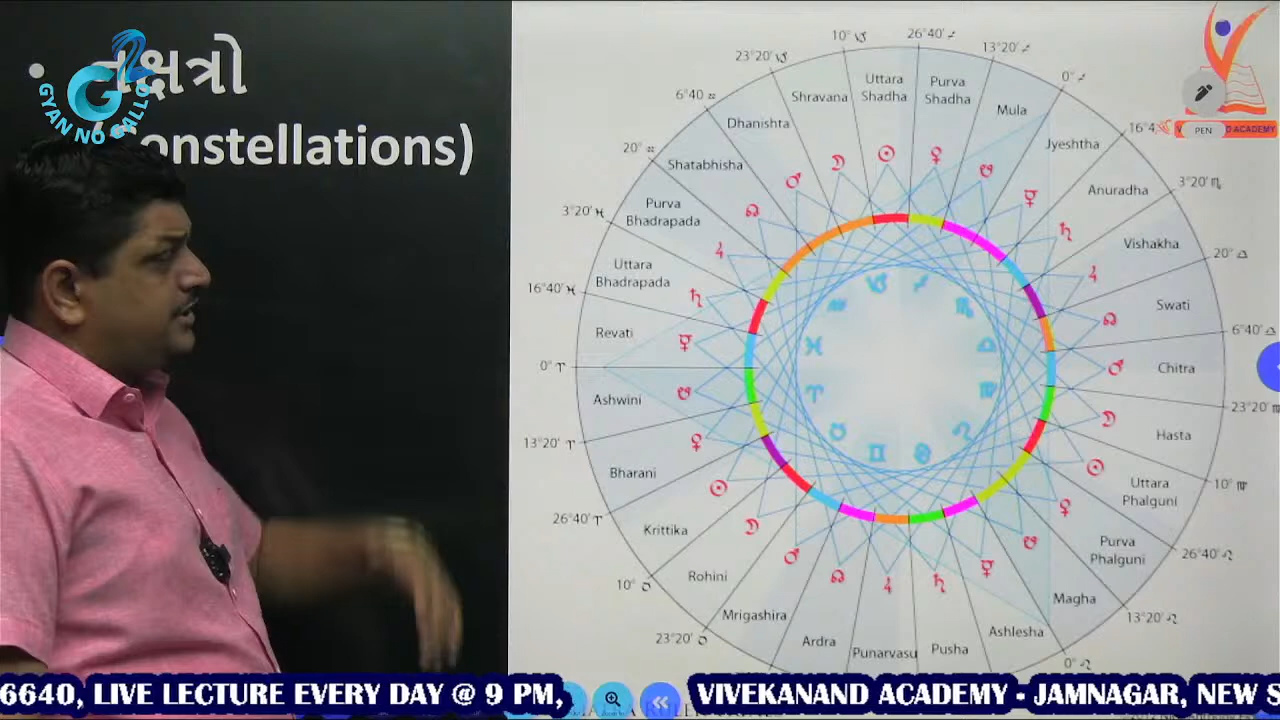 • નક્ષત્રો
GYAN NO GALLO
onstellations)
10° ♑
26°40' ♐
13°20' ♐
0° ♐
23°20' ♑
6°40' ♒
20° ♒
3°20' ♓
16°40' ♓
0° ♈
13°20' ♈
26°40' ♈
10° ♉
23°20' ♉
3°20' ♏
20° ♎
6°40' ♎
23°20' ♍
10° ♍
26°40' ♌
13°20' ♌
0° ♌
Uttara
Shadha
Purva
Shadha
Mula
Jyeshtha
Anuradha
Vishakha
Swati
Chitra
Hasta
Uttara
Phalguni
Purva
Phalguni
Magha
Ashlesha
Pusha
Punarvasu
Ardra
Mrigashira
Rohini
Krittika
Bharani
Ashwini
Revati
Uttara
Bhadrapada
Purva
Bhadrapada
Shatabhisha
Dhanishta
Shravana
PEN
ACADEMY
6640, LIVE LECTURE EVERY DAY @ 9 PM,
VIVEKANAND ACADEMY - JAMNAGAR, NEW S